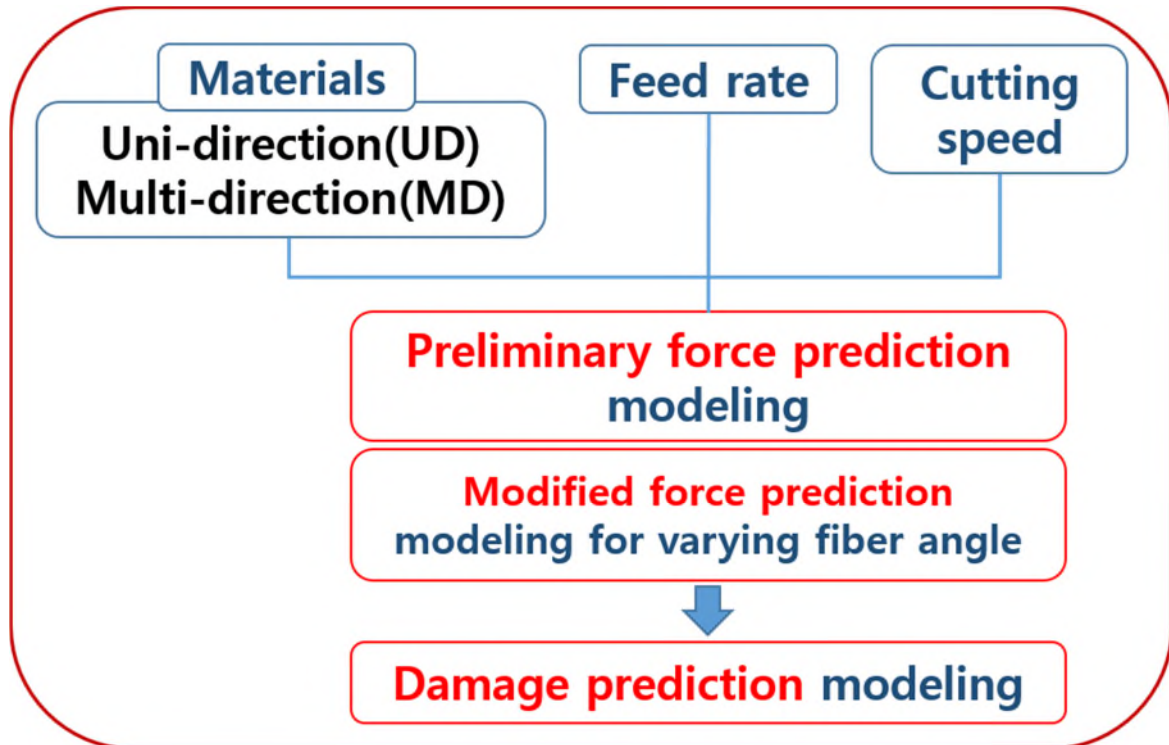 Materials
Uni-direction(UD)
Multi-direction(MD)
Feed rate
Cutting
speed
Preliminary force prediction
modeling
Modified force prediction
modeling for varying fiber angle
Damage prediction modeling